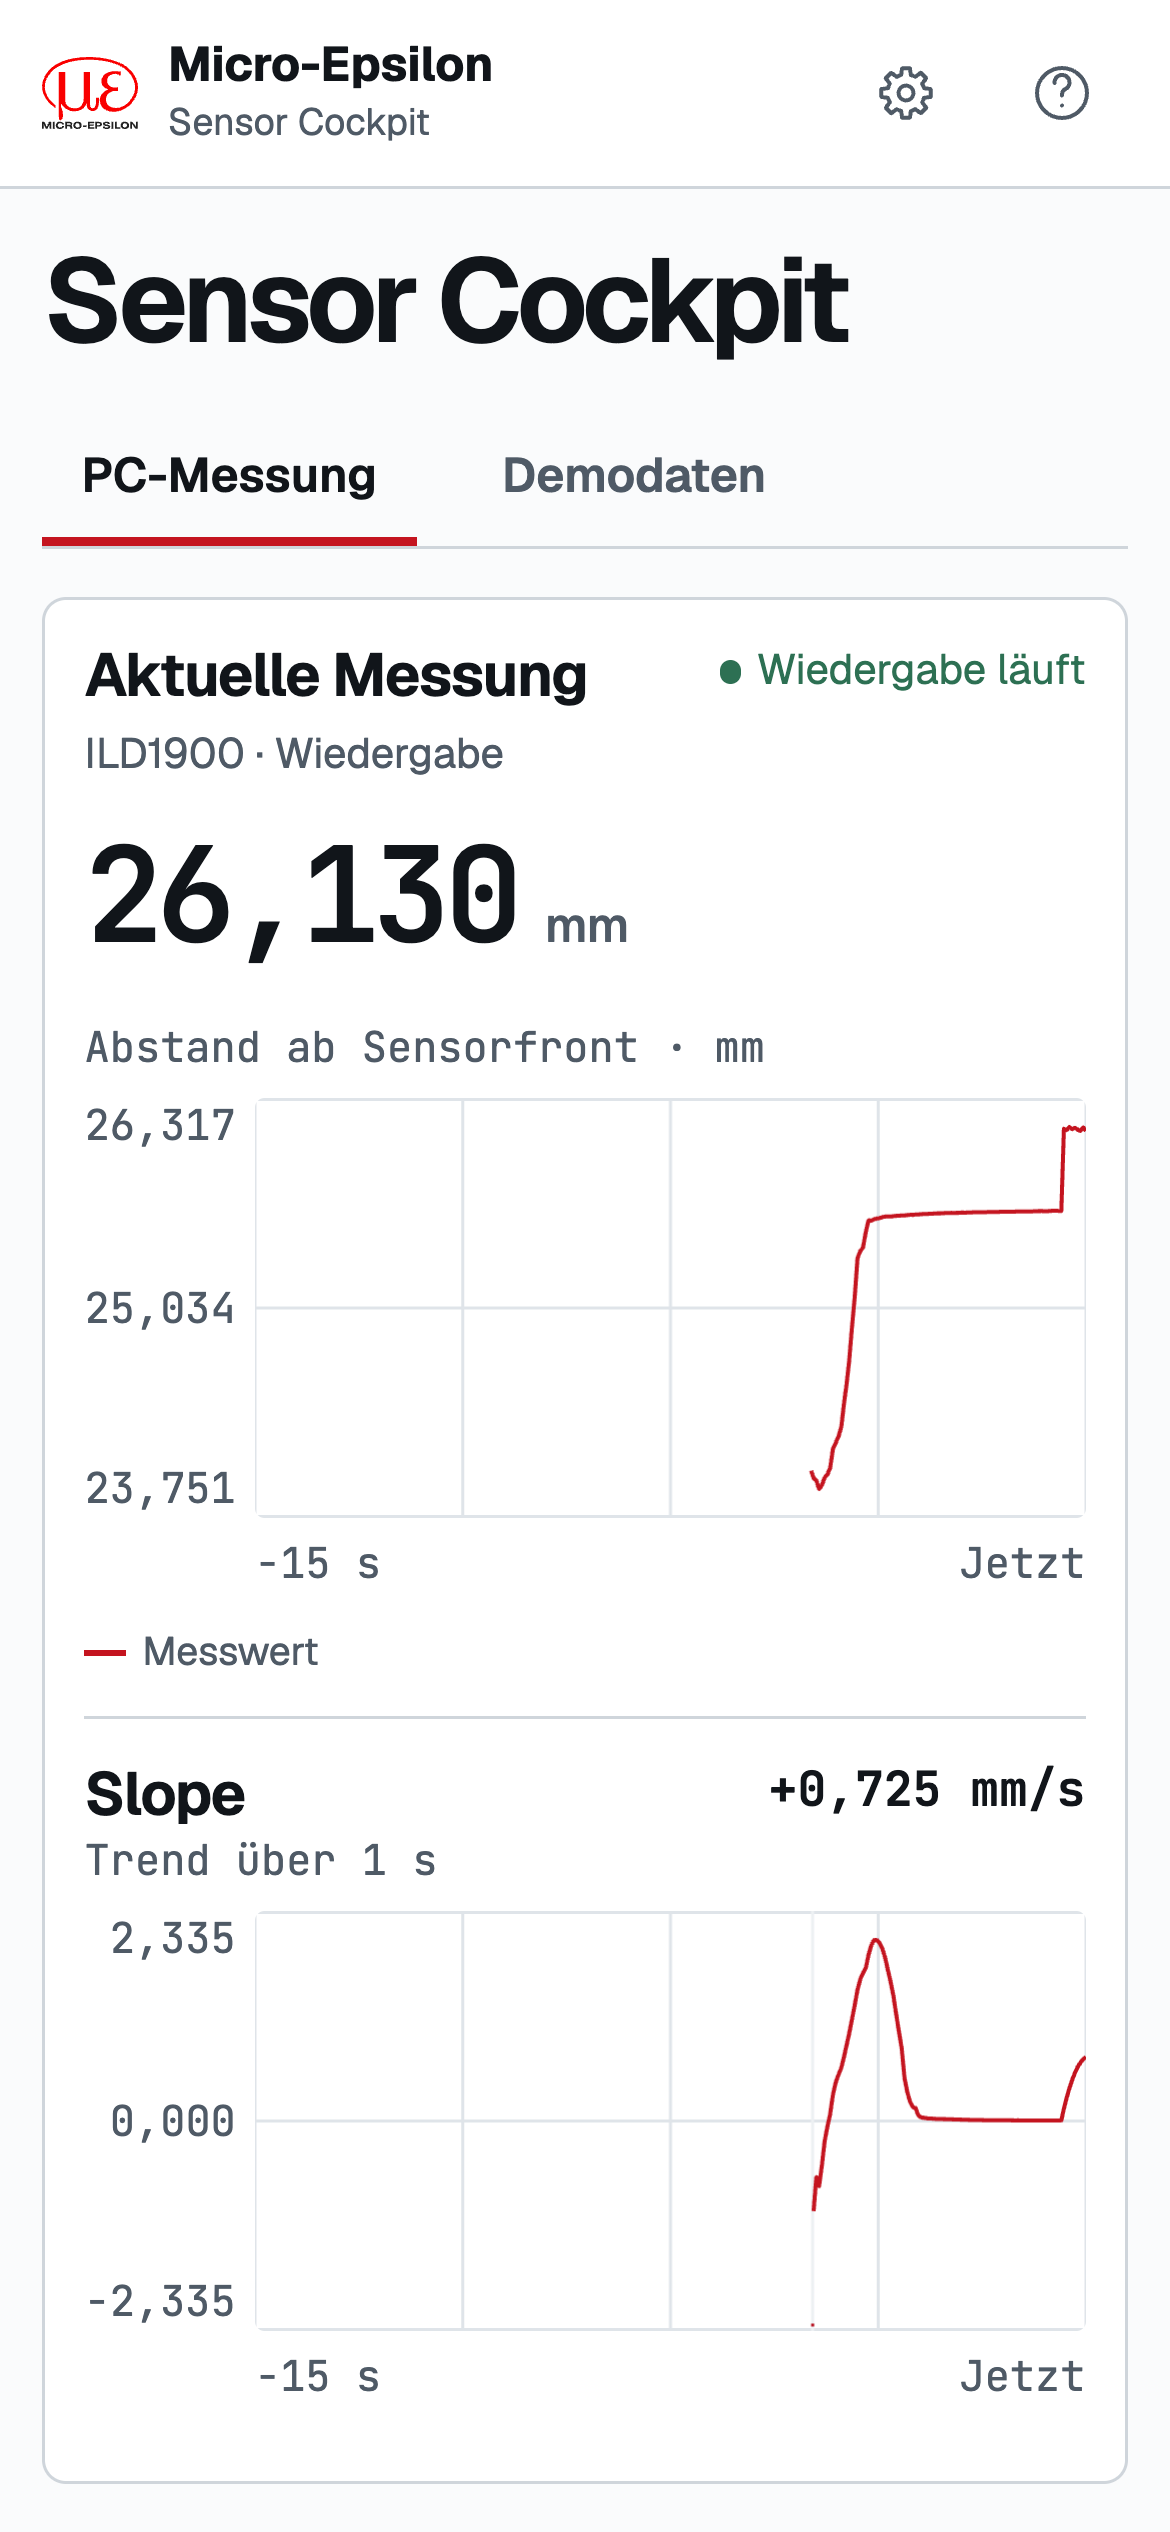 με
MICRO-EPSILON
Micro-Epsilon
Sensor Cockpit
Sensor Cockpit
PC-Messung
Demodaten
Aktuelle Messung
Wiedergabe läuft
ILD1900 · Wiedergabe
26,130 mm
Abstand ab Sensorfront · mm
26,317
25,034
23,751
-15 s
Jetzt
Messwert
Slope
+0,725 mm/s
Trend über 1 s
2,335
0,000
-2,335
-15 s
Jetzt